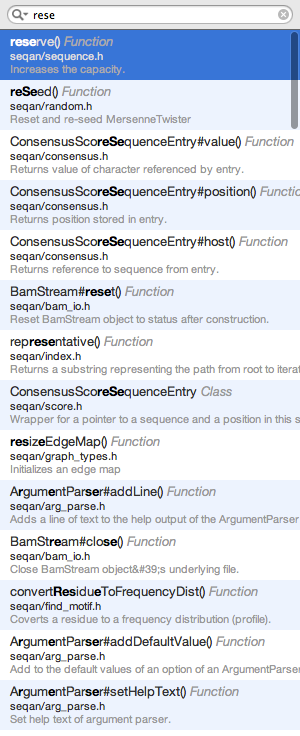 rese
reserve() Function
seqan/sequence.h
Increases the capacity.
reSeed() Function
seqan/random.h
Reset and re-seed MersenneTwister
ConsensusScoreSequenceEntry#value() Function
seqan/consensus.h
Returns value of character referenced by entry.
ConsensusScoreSequenceEntry#position() Functi
seqan/consensus.h
Returns position stored in entry.
ConsensusScoreSequenceEntry#host() Function
seqan/consensus.h
Returns reference to sequence from entry.
BamStream#reset() Function
seqan/bam_io.h
Reset BamStream object to status after construction.
representative() Function
seqan/index.h
Returns a substring representing the path from root to iterat
ConsensusScoreSequenceEntry Class
seqan/score.h
Wrapper for a pointer to a sequence and a position in this s
resizeEdgeMap() Function
seqan/graph_types.h
Initializes an edge map
ArgumentParser#addLine() Function
seqan/arg_parse.h
Adds a line of text to the help output of the ArgumentParser
BamStream#close() Function
seqan/bam_io.h
Close BamStream object&#39;s underlying file.
convertResidueToFrequencyDist() Function
seqan/find_motif.h
Coverts a residue to a frequency distribution (profile).
ArgumentParser#addDefaultValue() Function
seqan/arg_parse.h
Add to the default values of an option of an ArgumentParse
ArgumentParser#setHelpText() Function
seqan/arg_parse.h
Set help text of argument parser.